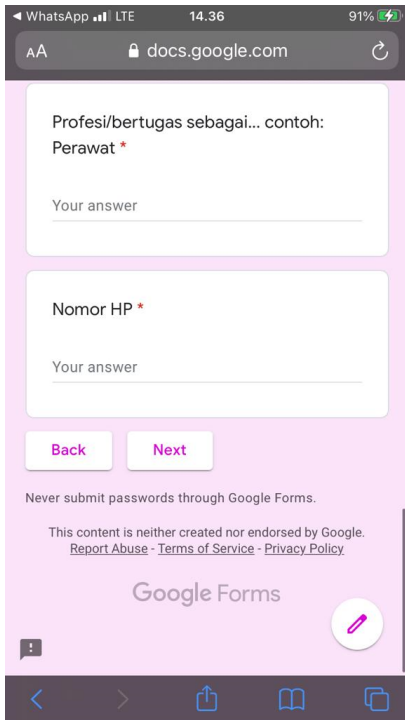 WhatsApp LTE 14.36 91%
AA docs.google.com
Profesi/bertugas sebagai... contoh:
Perawat *
Your answer
Nomor HP *
Your answer
Back Next
Never submit passwords through Google Forms.
This content is neither created nor endorsed by Google.
Report Abuse - Terms of Service - Privacy Policy
Google Forms